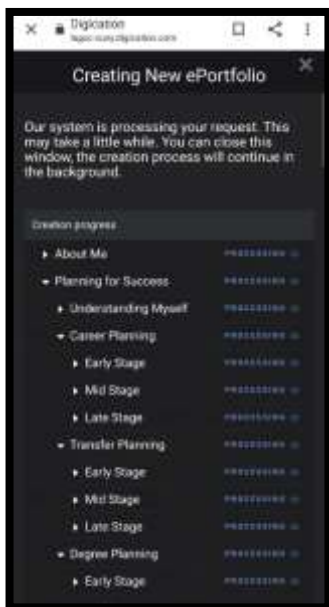 Digication
Creating New ePortfolio
Our system is processing your request. This
may take a little while. You can close this
window, the creation process will continue in
the background.
Creation progress
About Me PROCESSING
Planning for Success PROCESSING
Understanding Myself PROCESSING
Career Planning PROCESSING
Early Stage PROCESSING
Mid Stage PROCESSING
Late Stage PROCESSING
Transfer Planning PROCESSING
Early Stage PROCESSING
Mid Stage PROCESSING
Late Stage PROCESSING
Degree Planning PROCESSING
Early Stage PROCESSING